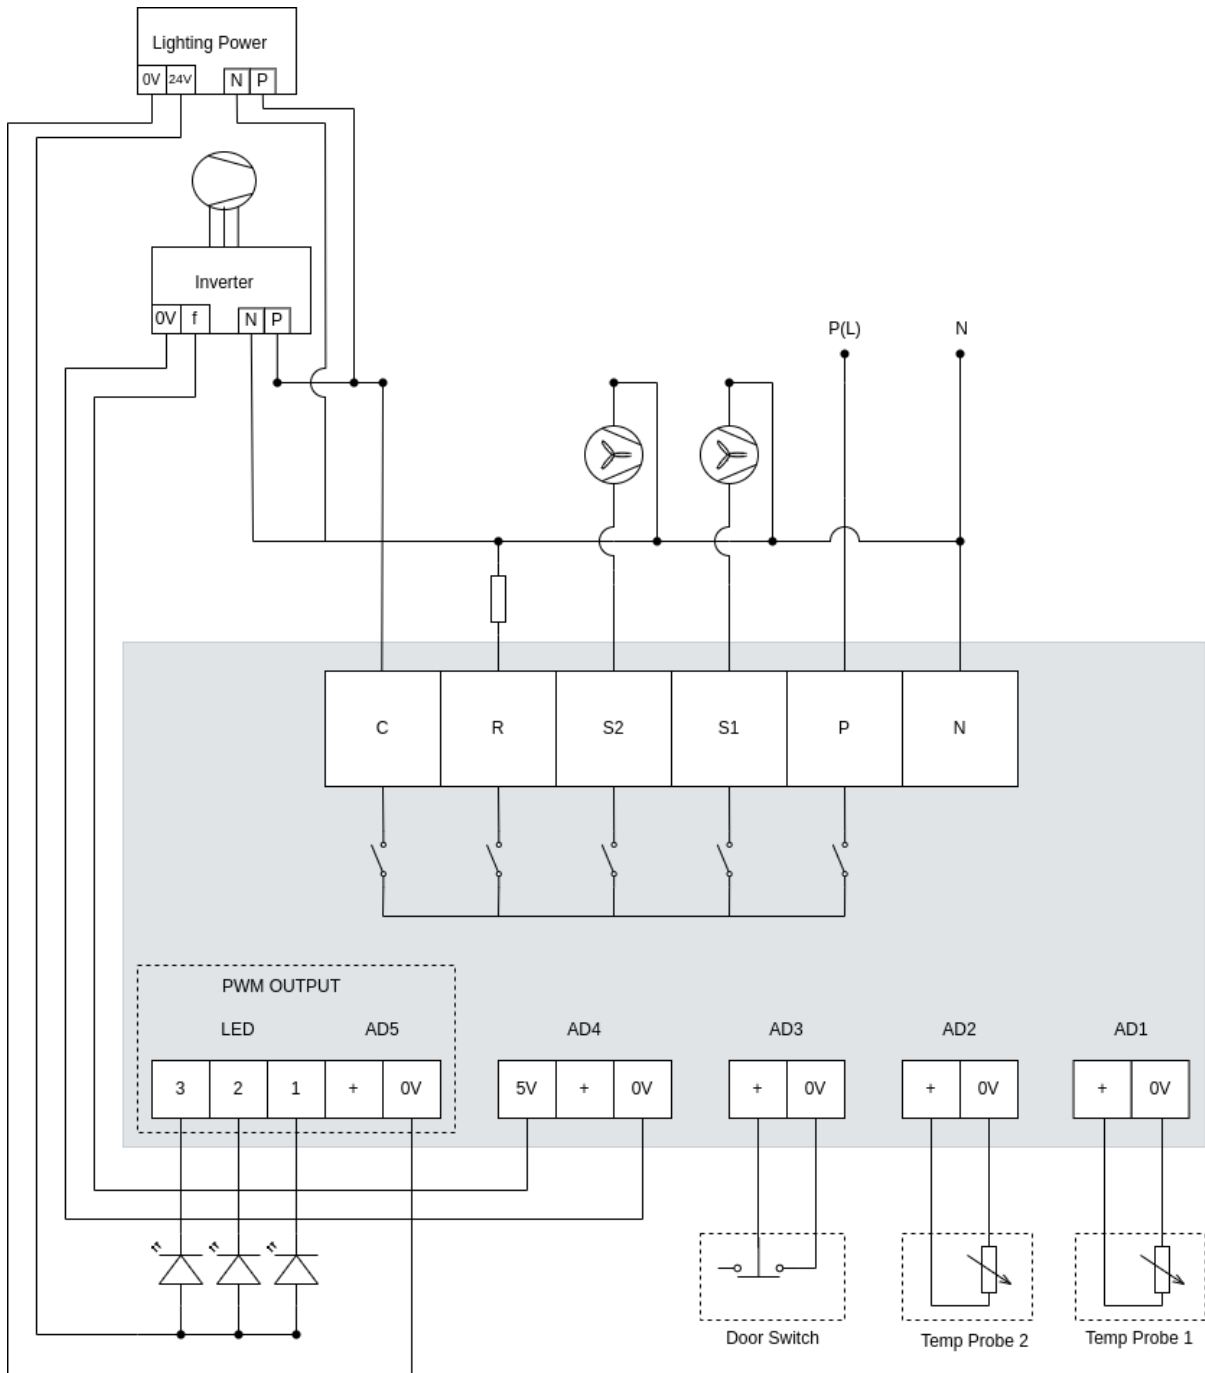 Lighting Power
0V 24V N P
Inverter
0V f N P
P(L) N
C R S2 S1 P N
PWM OUTPUT
LED AD5 AD4 AD3 AD2 AD1
3 2 1 + 0V 5V + 0V + 0V + 0V + 0V
Door Switch Temp Probe 2 Temp Probe 1